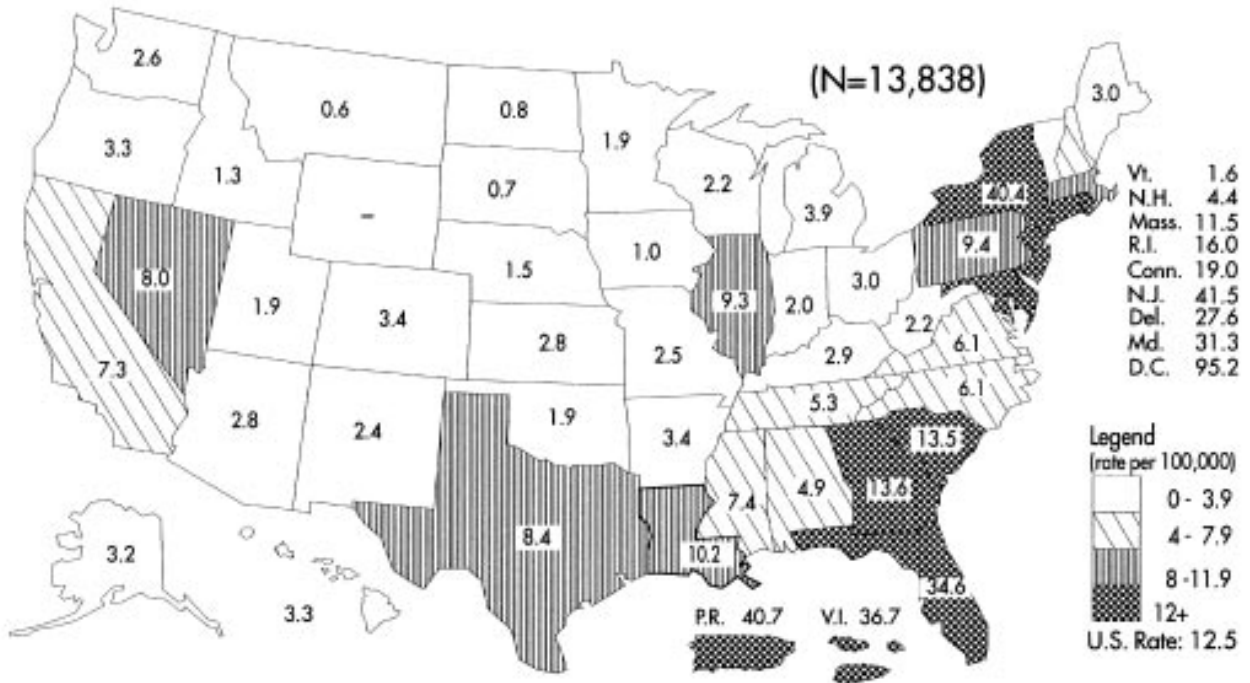 2.6
(N=13,838)
0.6
0.8
3.0
1.9
3.3
Vt. 1.6
1.3
0.7
2.2
N.H. 4.4
40.4
–
3.9
Mass. 11.5
R.I. 16.0
1.0
9.4
Conn. 19.0
1.5
8.0
3.0
N.J. 41.5
9.3
2.0
1.9
Del. 27.6
3.4
2.2
2.8
6.1
Md. 31.3
2.5
2.9
D.C. 95.2
7.3
6.1
5.3
2.8
1.9
2.4
3.4
13.5
Legend
(rate per 100,000)
13.6
7.4
4.9
0 - 3.9
8.4
4 - 7.9
10.2
3.2
8 -11.9
34.6
12+
3.3
P.R. 40.7
V.I. 36.7
U.S. Rate: 12.5